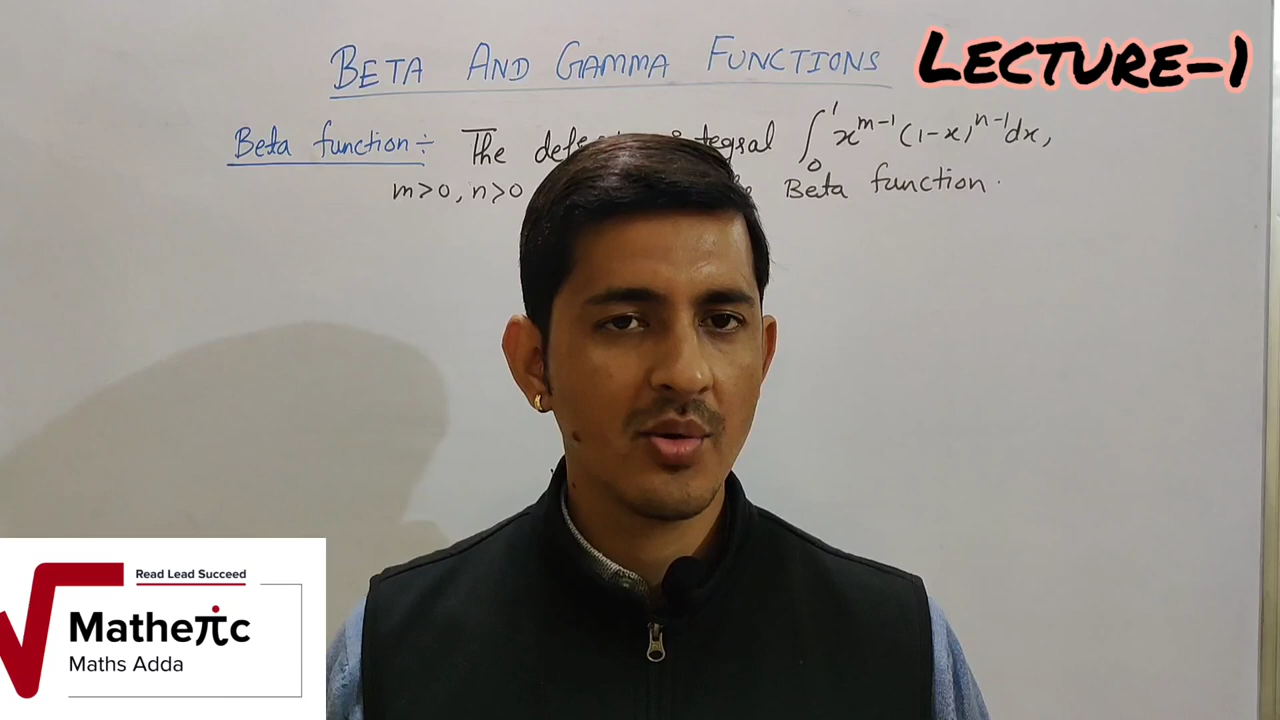 BETA AND GAMMA FUNCTIONS
LECTURE-1
Beta function÷ The ∫₀¹ x^{m-1} (1-x)^{n-1} dx,
m>0, n>0 Beta function.
Read Lead Succeed
Matheπc
Maths Adda